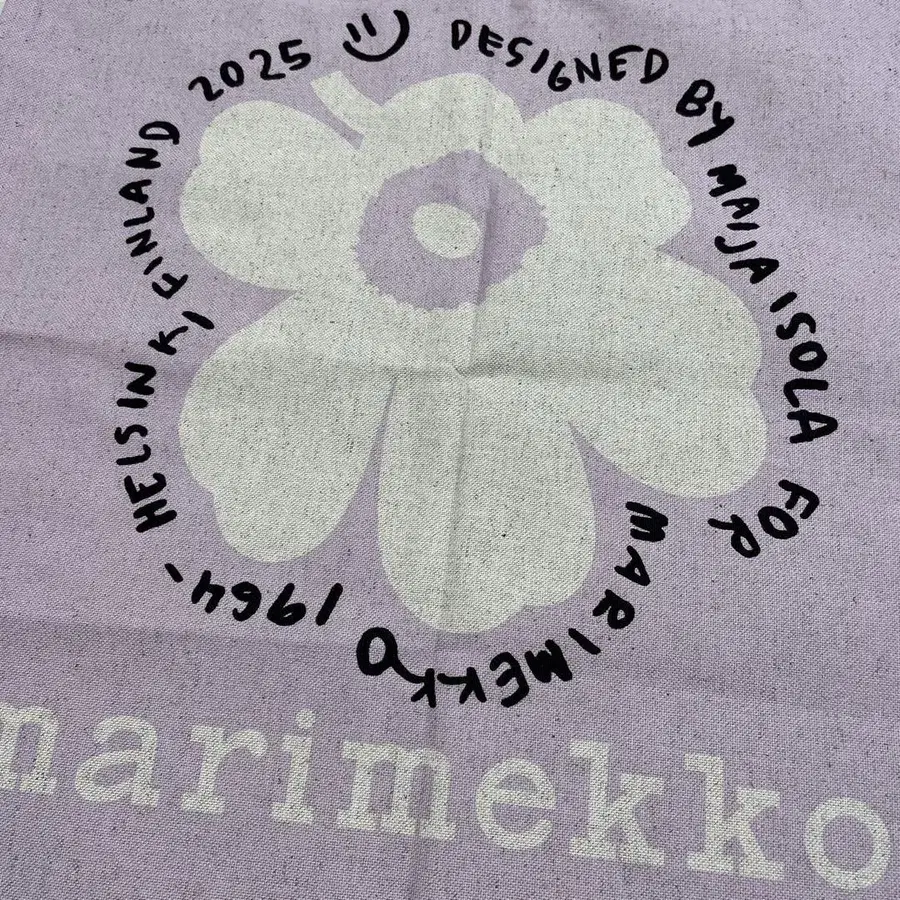 DESIGNED BY MAIJA ISOLA FOR MARIMEKKO 1964- HELSINKI FINLAND 2025
marimekko